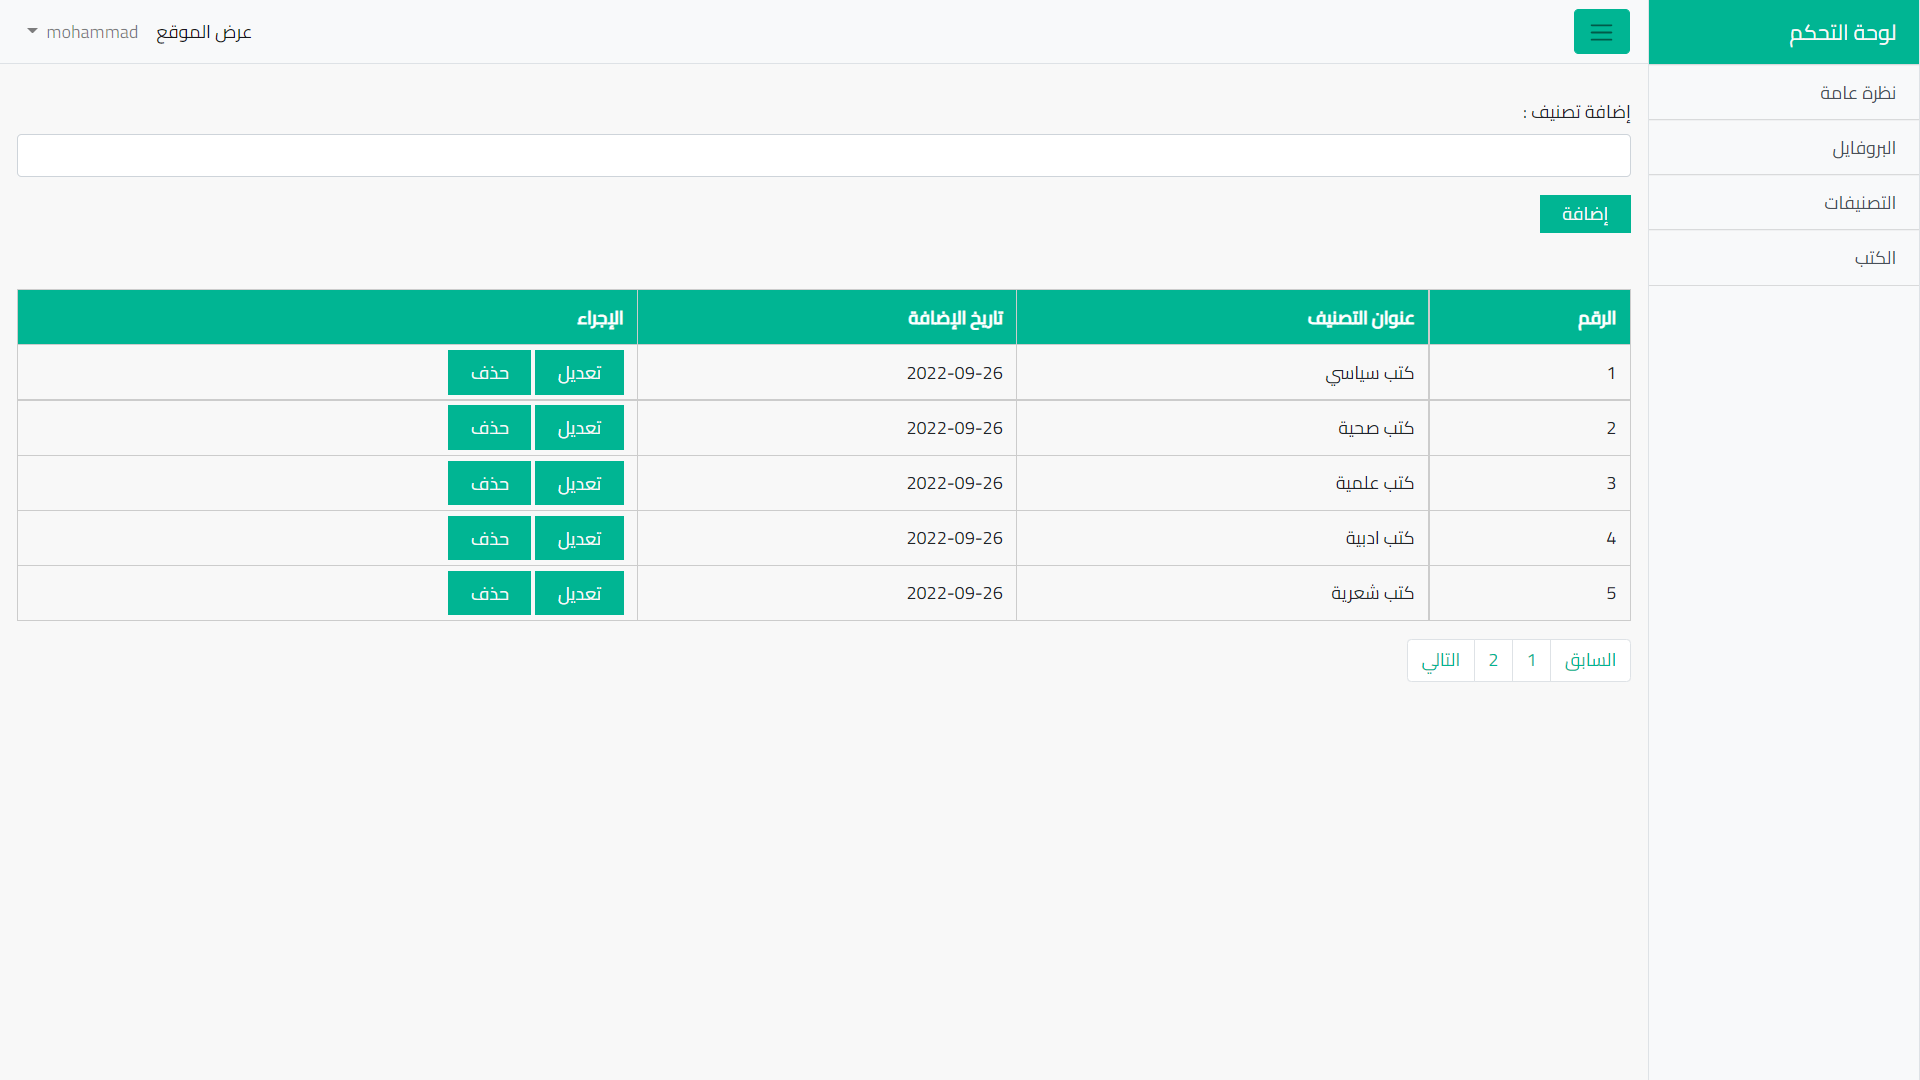 لوحة التحكم
عرض الموقع mohammad
نظرة عامة
البروفايل
التصنيفات
الكتب
إضافة تصنيف :
إضافة
الرقم عنوان التصنيف تاريخ الإضافة الإجراء
1 كتب سياسي 2022-09-26 تعديل حذف
2 كتب صحية 2022-09-26 تعديل حذف
3 كتب علمية 2022-09-26 تعديل حذف
4 كتب ادبية 2022-09-26 تعديل حذف
5 كتب شعرية 2022-09-26 تعديل حذف
السابق 1 2 التالي